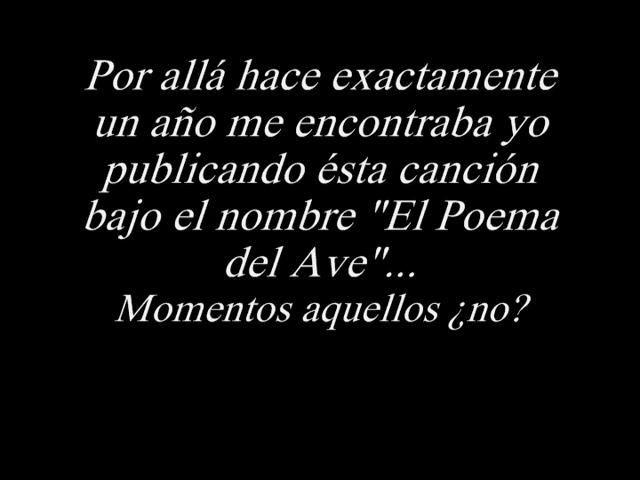 Por allá hace exactamente
un año me encontraba yo
publicando ésta canción
bajo el nombre "El Poema
del Ave"...
Momentos aquellos ¿no?